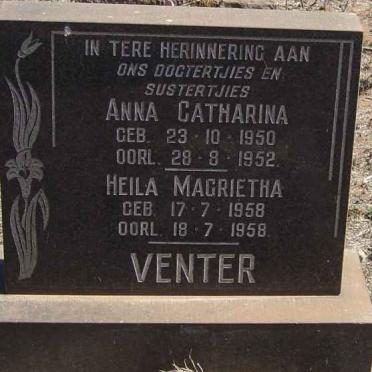 IN TERE HERINNERING AAN
ONS DOGTERTJIES EN
SUSTERTJIES
ANNA CATHARINA
GEB. 23·10·1950
OORL. 28·8·1952.
HEILA MAGRIETHA
GEB. 17·7·1958
OORL. 18·7·1958.
VENTER